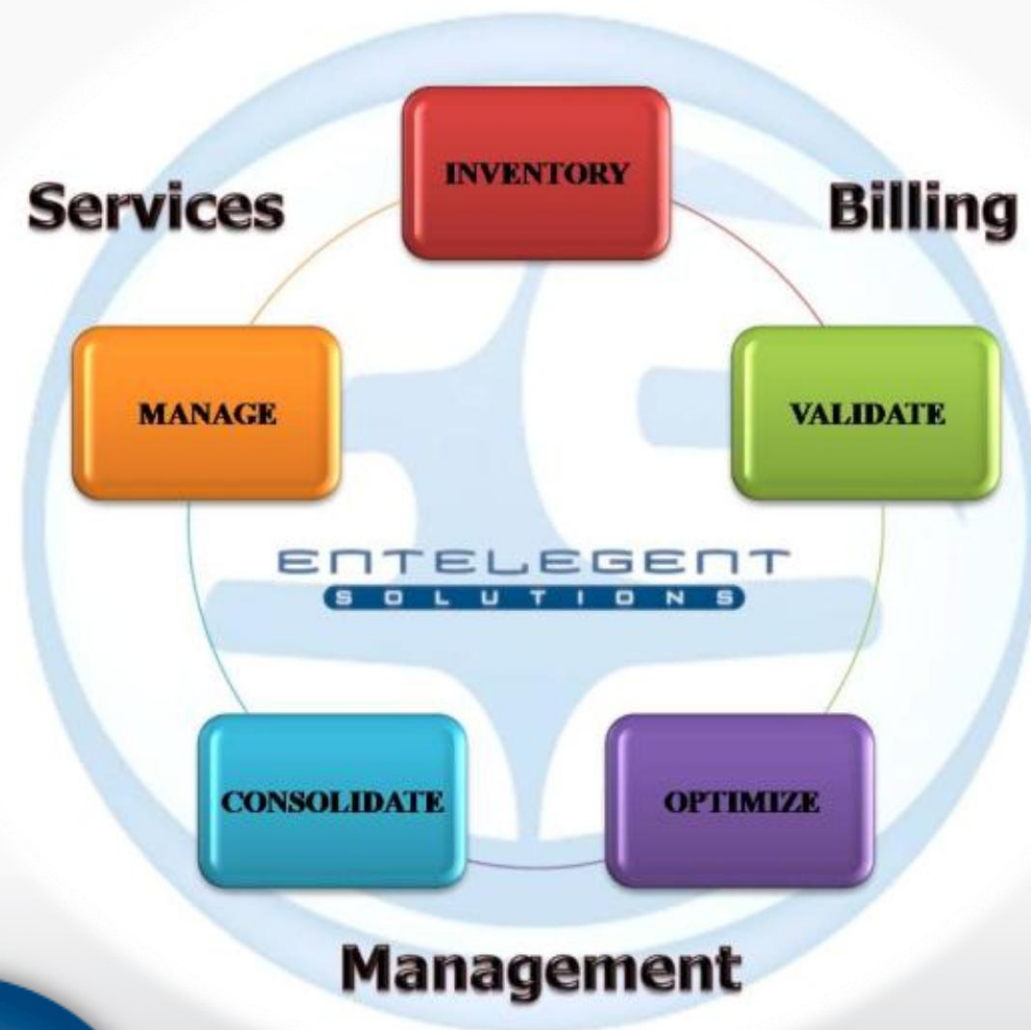 INVENTORY
Services
Billing
MANAGE
VALIDATE
ENTELEGENT
SOLUTIONS
CONSOLIDATE
OPTIMIZE
Management